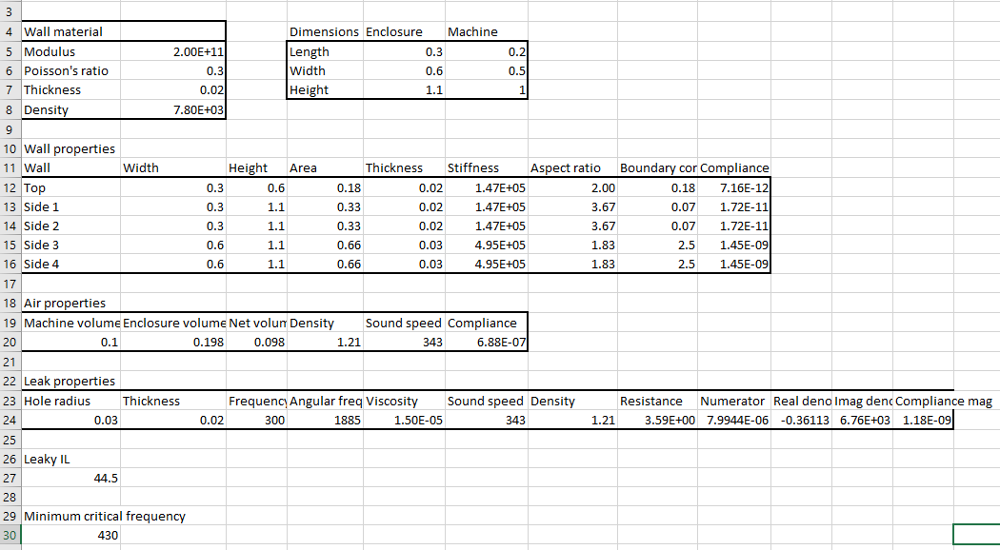 3
4 Wall material Dimensions Enclosure Machine
5 Modulus 2.00E+11 Length 0.3 0.2
6 Poisson's ratio 0.3 Width 0.6 0.5
7 Thickness 0.02 Height 1.1 1
8 Density 7.80E+03
9
10 Wall properties
11 Wall Width Height Area Thickness Stiffness Aspect ratio Boundary cor Compliance
12 Top 0.3 0.6 0.18 0.02 1.47E+05 2.00 0.18 7.16E-12
13 Side 1 0.3 1.1 0.33 0.02 1.47E+05 3.67 0.07 1.72E-11
14 Side 2 0.3 1.1 0.33 0.02 1.47E+05 3.67 0.07 1.72E-11
15 Side 3 0.6 1.1 0.66 0.03 4.95E+05 1.83 2.5 1.45E-09
16 Side 4 0.6 1.1 0.66 0.03 4.95E+05 1.83 2.5 1.45E-09
17
18 Air properties
19 Machine volume Enclosure volume Net volum Density Sound speed Compliance
20 0.1 0.198 0.098 1.21 343 6.88E-07
21
22 Leak properties
23 Hole radius Thickness Frequency Angular freq Viscosity Sound speed Density Resistance Numerator Real deno Imag deno Compliance mag
24 0.03 0.02 300 1885 1.50E-05 343 1.21 3.59E+00 7.9944E-06 -0.36113 6.76E+03 1.18E-09
25
26 Leaky IL
27 44.5
28
29 Minimum critical frequency
30 430